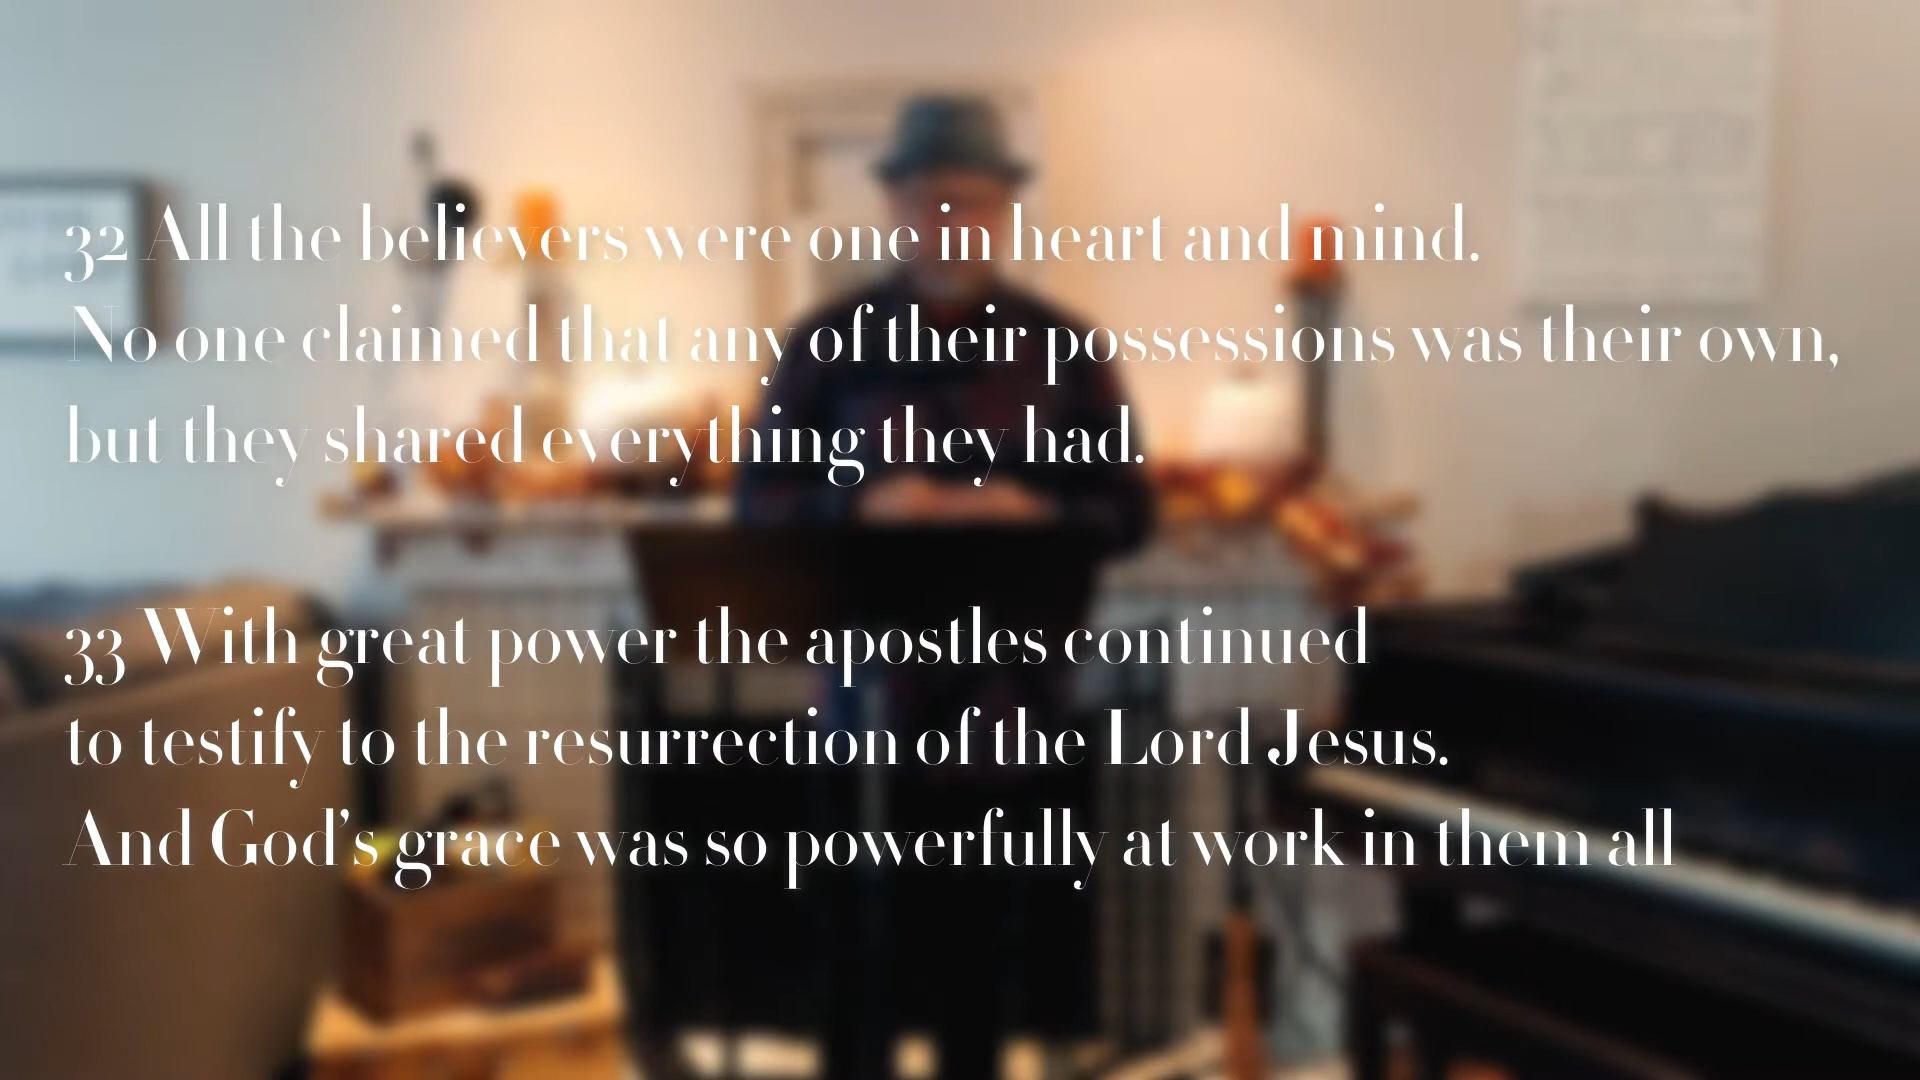 32 All the believers were one in heart and mind.
No one claimed that any of their possessions was their own,
but they shared everything they had.
33 With great power the apostles continued
to testify to the resurrection of the Lord Jesus.
And God’s grace was so powerfully at work in them all